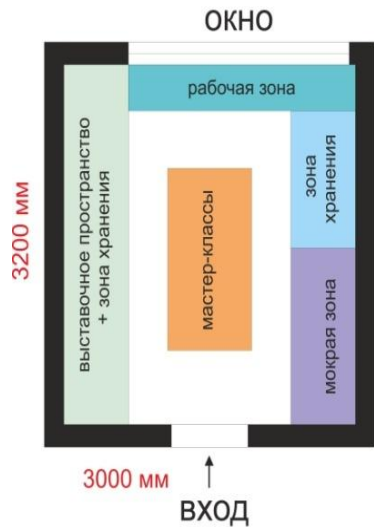 ОКНО
рабочая зона
выставочное пространство
+ зона хранения
зона
хранения
мастер-классы
мокрая зона
3200 мм
3000 мм
ВХОД